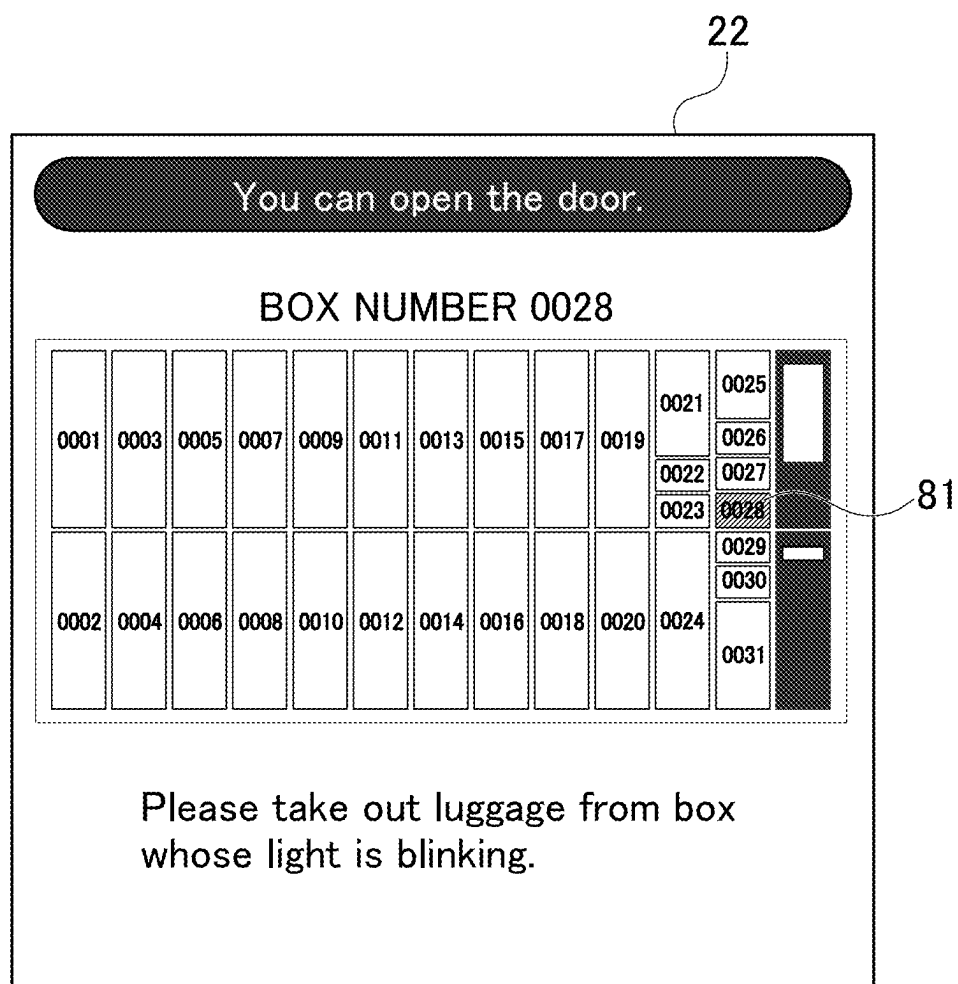 22
You can open the door.
BOX NUMBER 0028
0001 0003 0005 0007 0009 0011 0013 0015 0017 0019 0021 0025
0026
0022 0027
0023 0028 81
0029
0030
0002 0004 0006 0008 0010 0012 0014 0016 0018 0020 0024
0031
Please take out luggage from box
whose light is blinking.